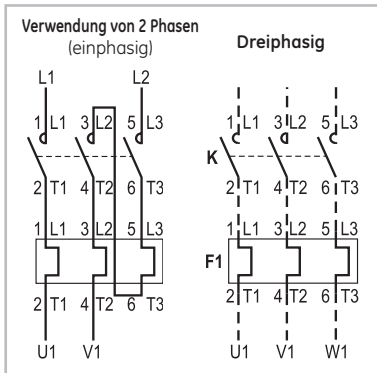 Verwendung von 2 Phasen
(einphasig)
Dreiphasig
L1 L2
1 L1 3 L2 5 L3 1 L1 3 L2 5 L3
K
2 T1 4 T2 6 T3 2 T1 4 T2 6 T3
1 L1 3 L2 5 L3 1 L1 3 L2 5 L3
F1
2 T1 4 T2 6 T3 2 T1 4 T2 6 T3
U1 V1 U1 V1 W1